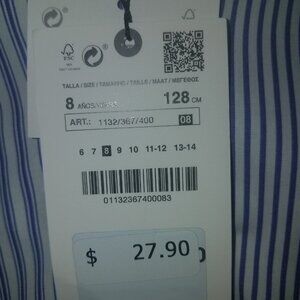 FSC
TALLA / SIZE / TAMANHO / TAILLE / MAAT / ΜΕΓΕΘΟΣ
8 128 CM
ART.: 1132/367/400 08
6 7 8 9 10 11-12 13-14
01132367400083
$ 27.90